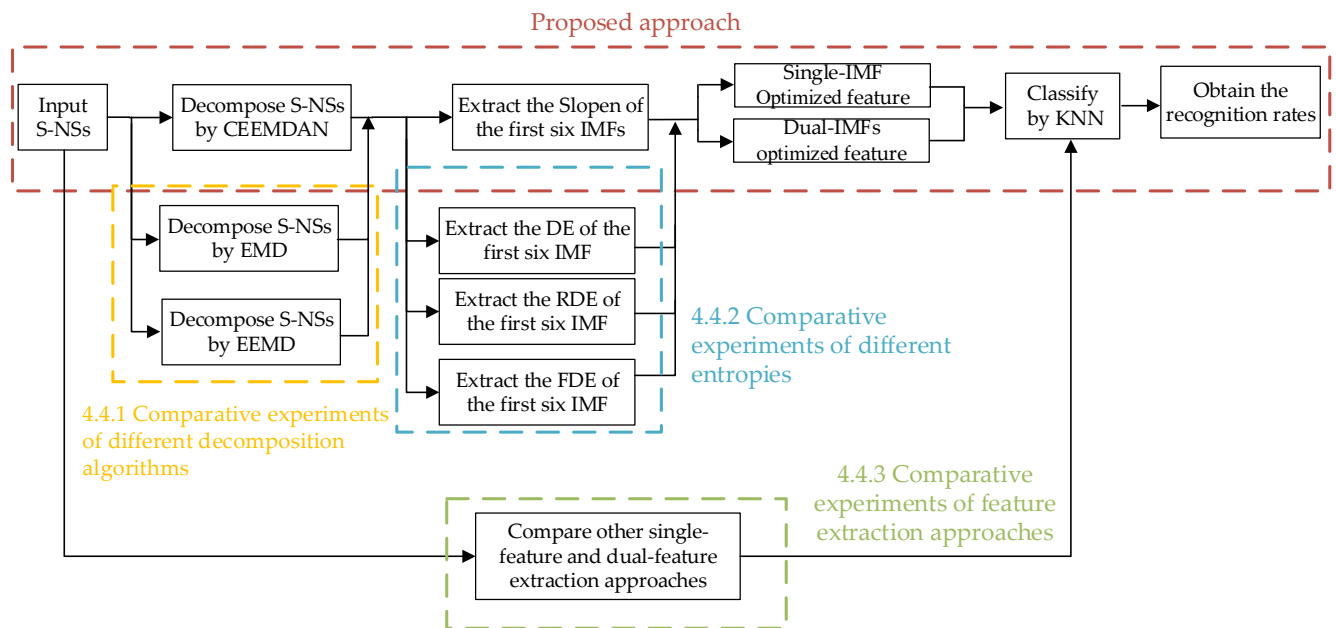 Proposed approach
Input
S-NSs
Decompose S-NSs
by CEEMDAN
Extract the Slopen of
the first six IMFs
Single-IMF
Optimized feature
Dual-IMFs
optimized feature
Classify
by KNN
Obtain the
recognition rates
Decompose S-NSs
by EMD
Decompose S-NSs
by EEMD
4.4.1 Comparative experiments
of different decomposition
algorithms
Extract the DE of the
first six IMF
Extract the RDE of
the first six IMF
Extract the FDE of
the first six IMF
4.4.2 Comparative
experiments of different
entropies
4.4.3 Comparative
experiments of feature
extraction approaches
Compare other single-
feature and dual-feature
extraction approaches